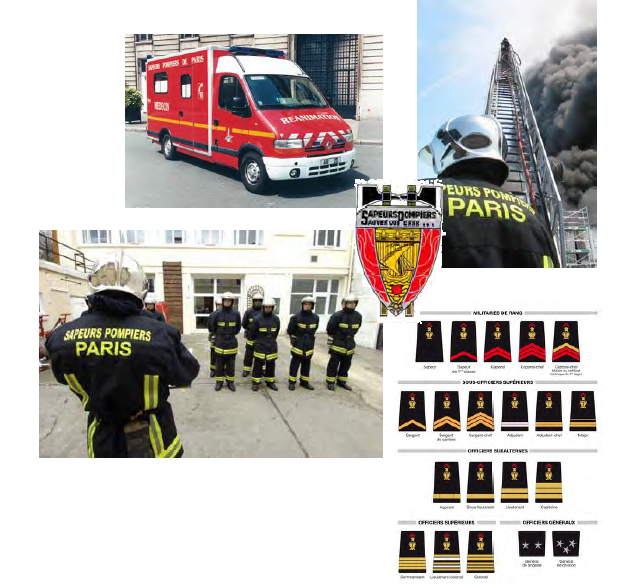 SAPEURS POMPIERS DE PARIS
MEDECIN
REANIMATION
PEURS POMPIERS
PARIS
SAPEURS POMPIERS
SAUVER OU PERIR
SAPEURS POMPIERS
PARIS
MILITAIRES DE RANG
Sapeur
Sapeur
de 1ère classe
Caporal
Caporal-chef
Caporal-chef
SOUS-OFFICIERS SUPÉRIEURS
Sergent
Sergent
de carrière
Sergent-chef
Adjudant
Adjudant-chef
Major
OFFICIERS SUBALTERNES
Aspirant
Sous-lieutenant
Lieutenant
Capitaine
OFFICIERS SUPÉRIEURS
OFFICIERS GÉNÉRAUX
Commandant
Lieutenant-colonel
Colonel
Général
de brigade
Général
de division